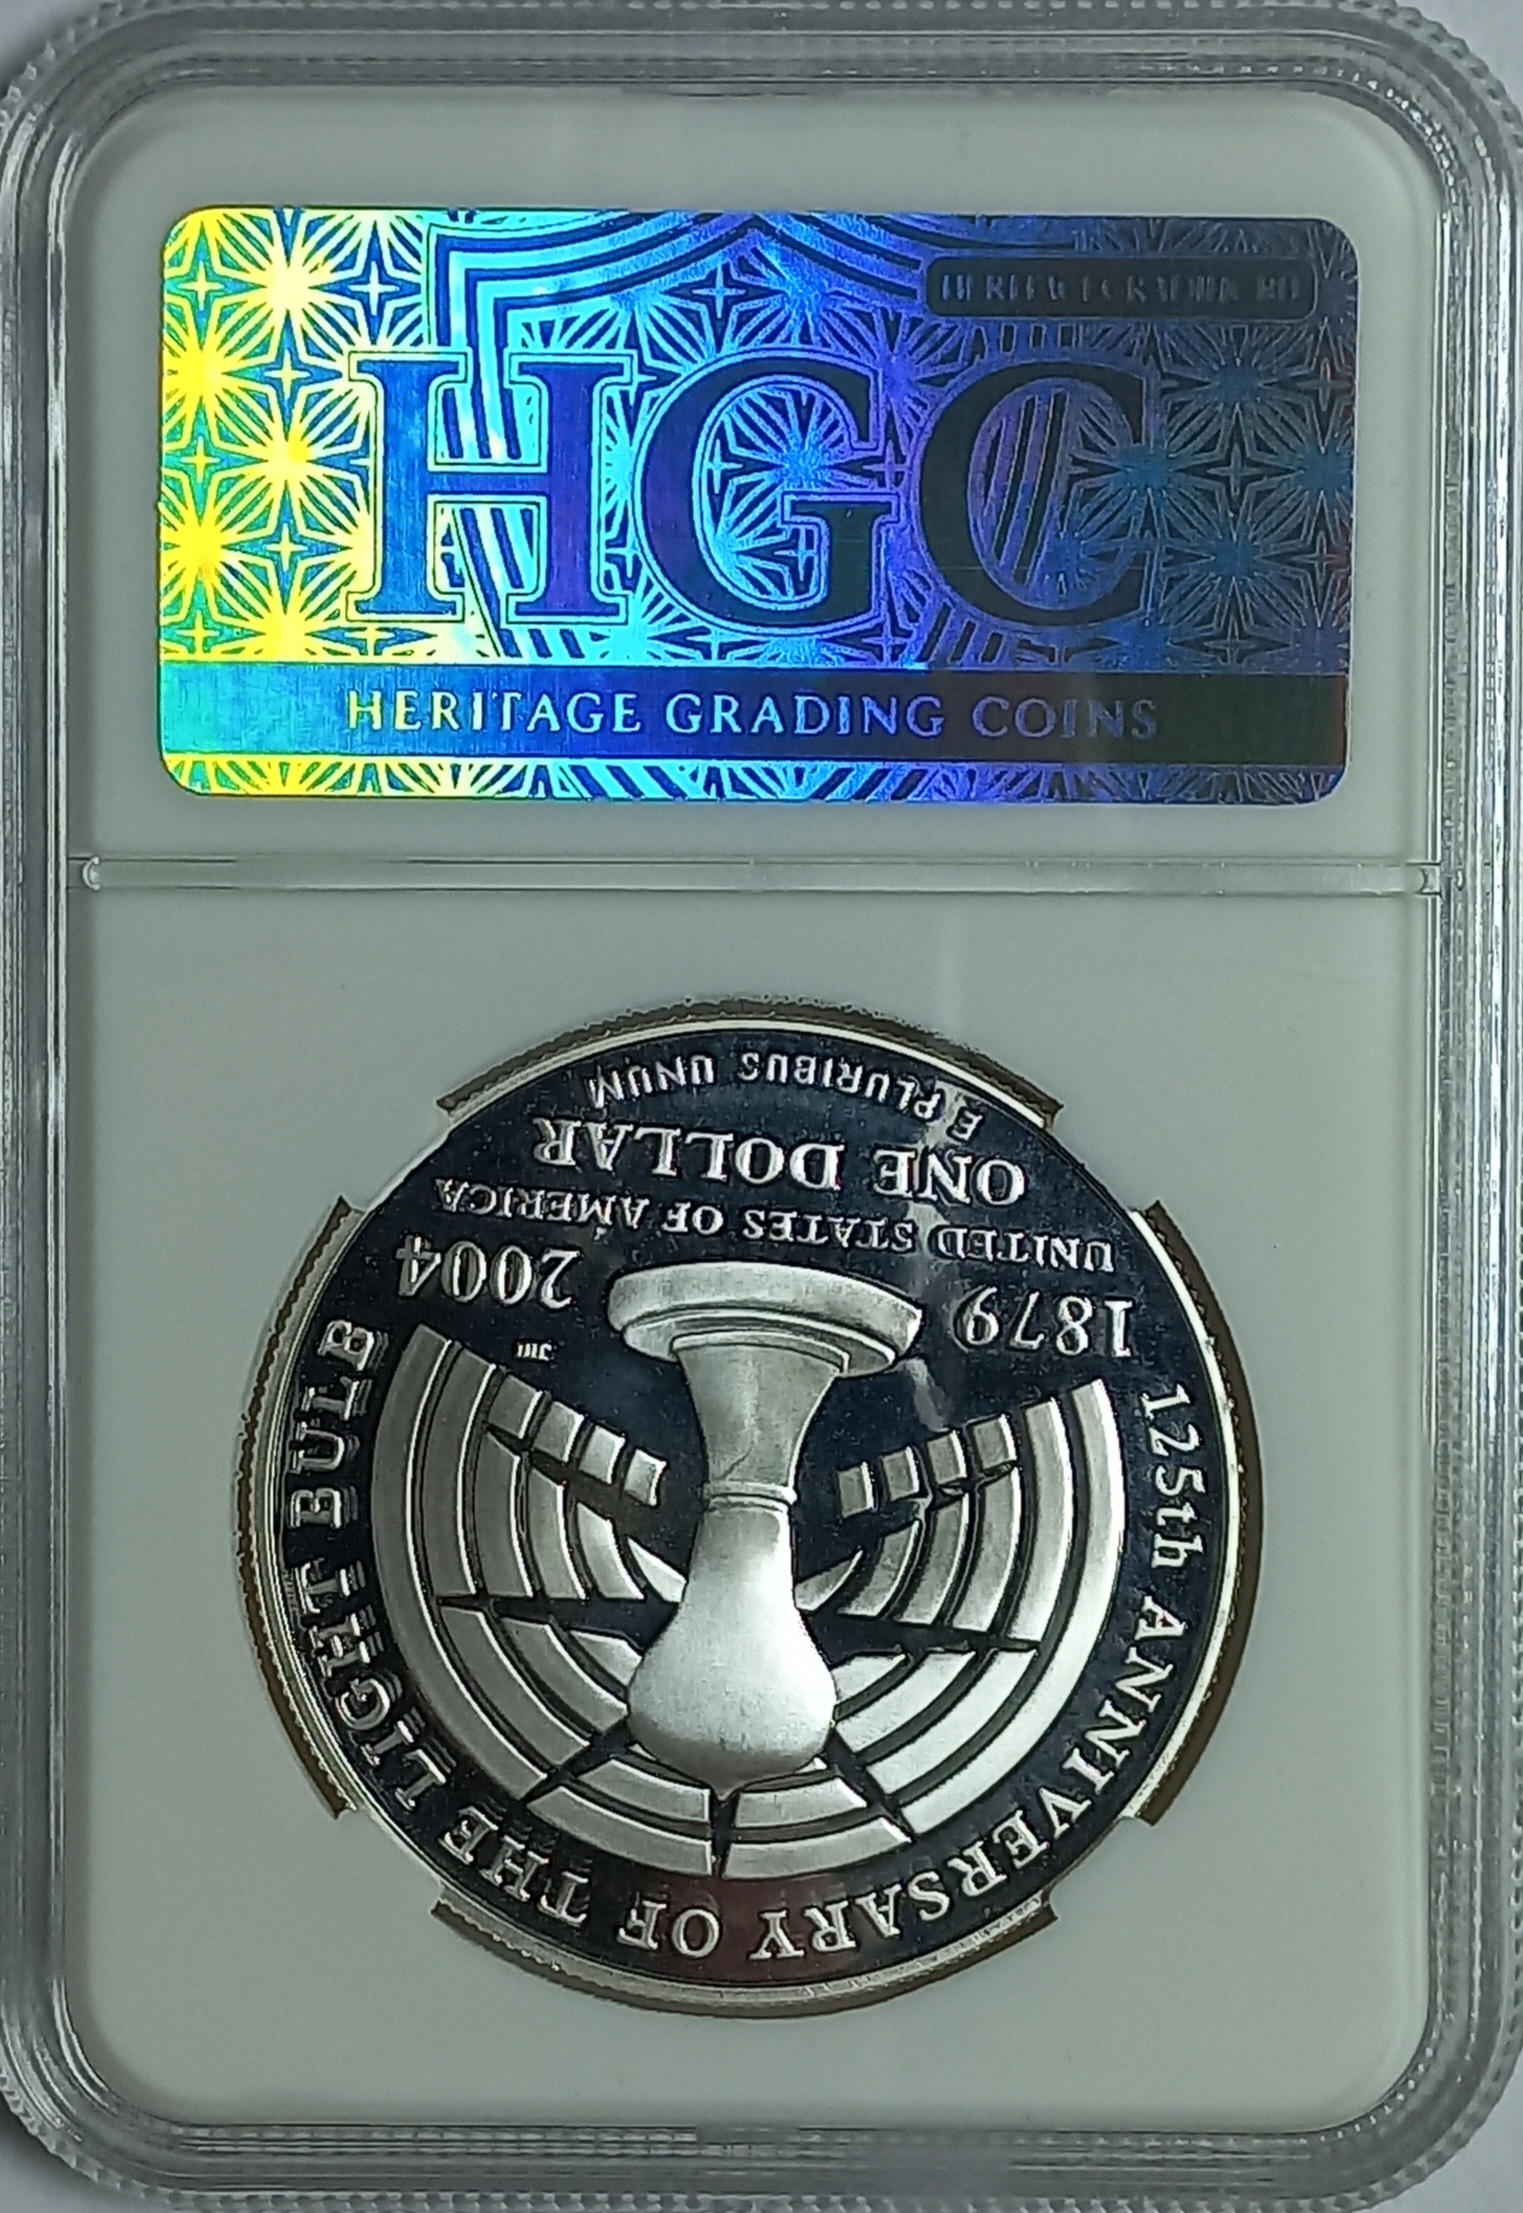 HGC
HERITAGE GRADING COINS
125th ANNIVERSARY OF THE LIGHT BULB
1879
2004
JM
UNITED STATES OF AMERICA
ONE DOLLAR
E PLURIBUS UNUM